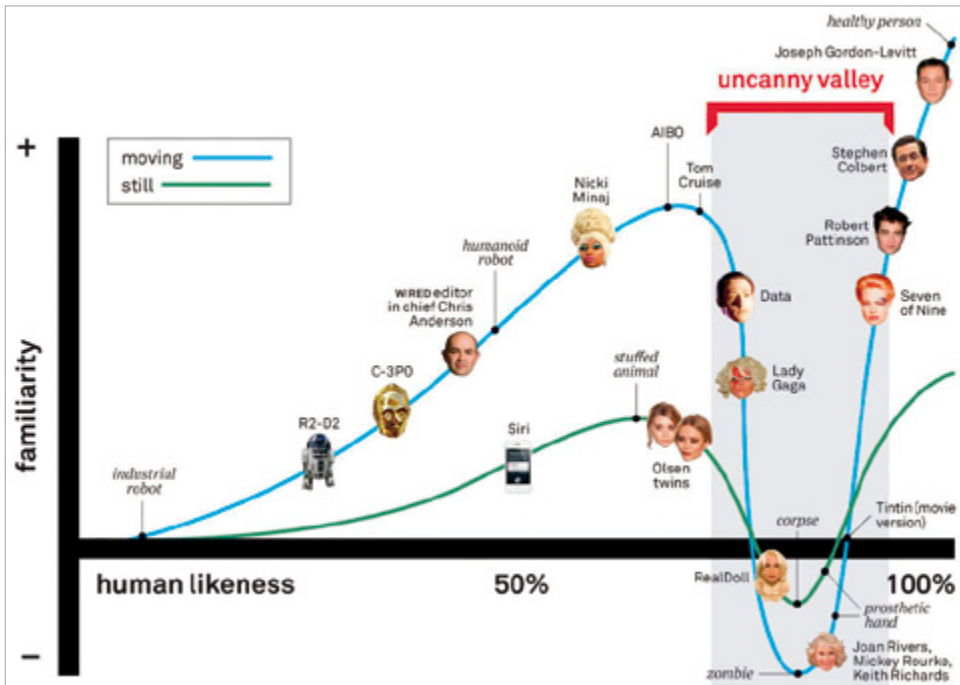 healthy person
Joseph Gordon-Levitt
uncanny valley
+
moving
still
AIBO
Tom
Cruise
Stephen
Colbert
Nicki
Minaj
Robert
Pattinson
humanoid
robot
WIRED editor
in chief Chris
Anderson
Data
Seven
of Nine
familiarity
stuffed
animal
Lady
Gaga
C-3PO
R2-D2
Siri
Olsen
twins
industrial
robot
corpse
Tintin (movie
version)
human likeness
50%
RealDoll
100%
prosthetic
hand
–
zombie
Joan Rivers,
Mickey Rourke,
Keith Richards